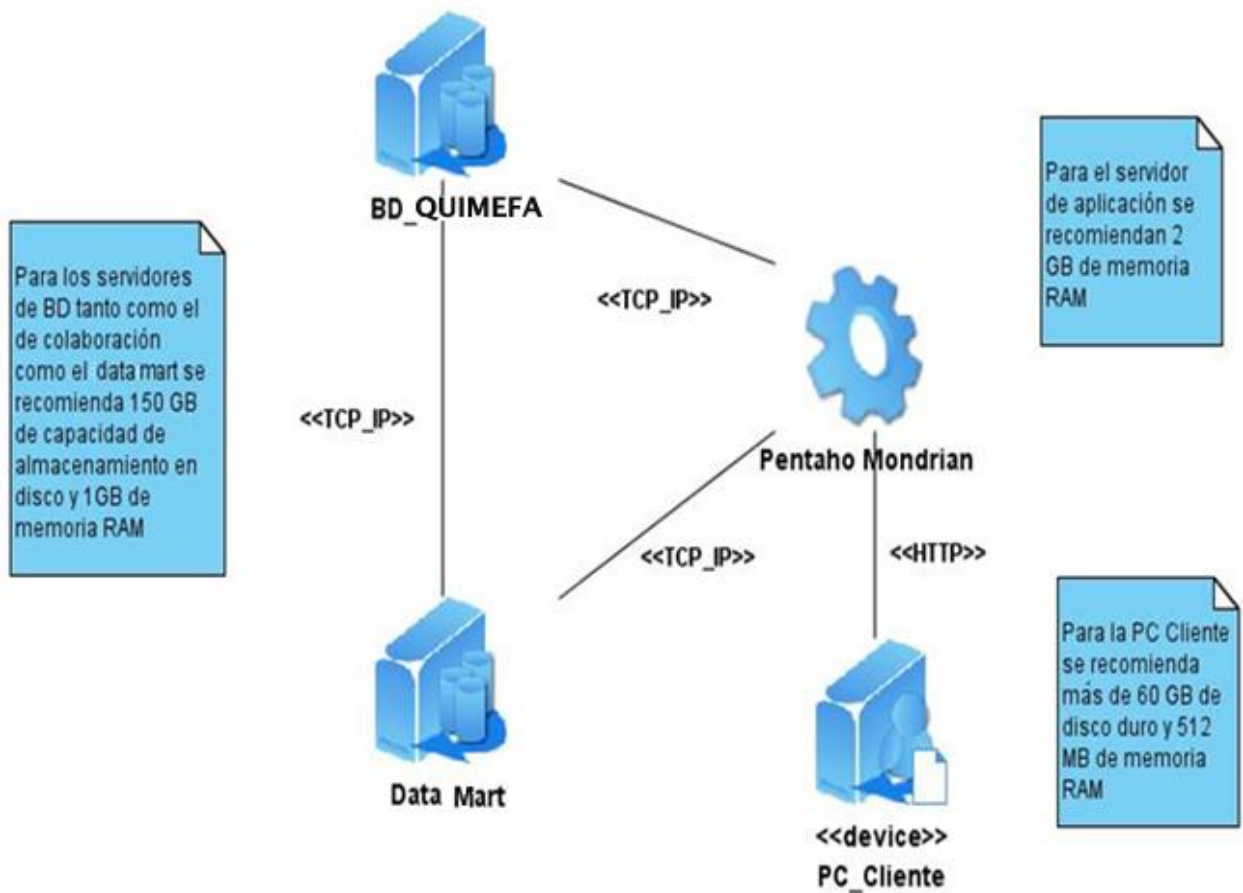 BD_QUIMEFA
Para el servidor
de aplicación se
recomiendan 2
GB de memoria
RAM
Para los servidores
de BD tanto como el
de colaboración
como el data mart se
recomienda 150 GB
de capacidad de
almacenamiento en
disco y 1GB de
memoria RAM
<<TCP_IP>>
<<TCP_IP>>
Pentaho Mondrian
<<TCP_IP>>
<<HTTP>>
Data Mart
Para la PC Cliente
se recomienda
más de 60 GB de
disco duro y 512
MB de memoria
RAM
<<device>>
PC_Cliente